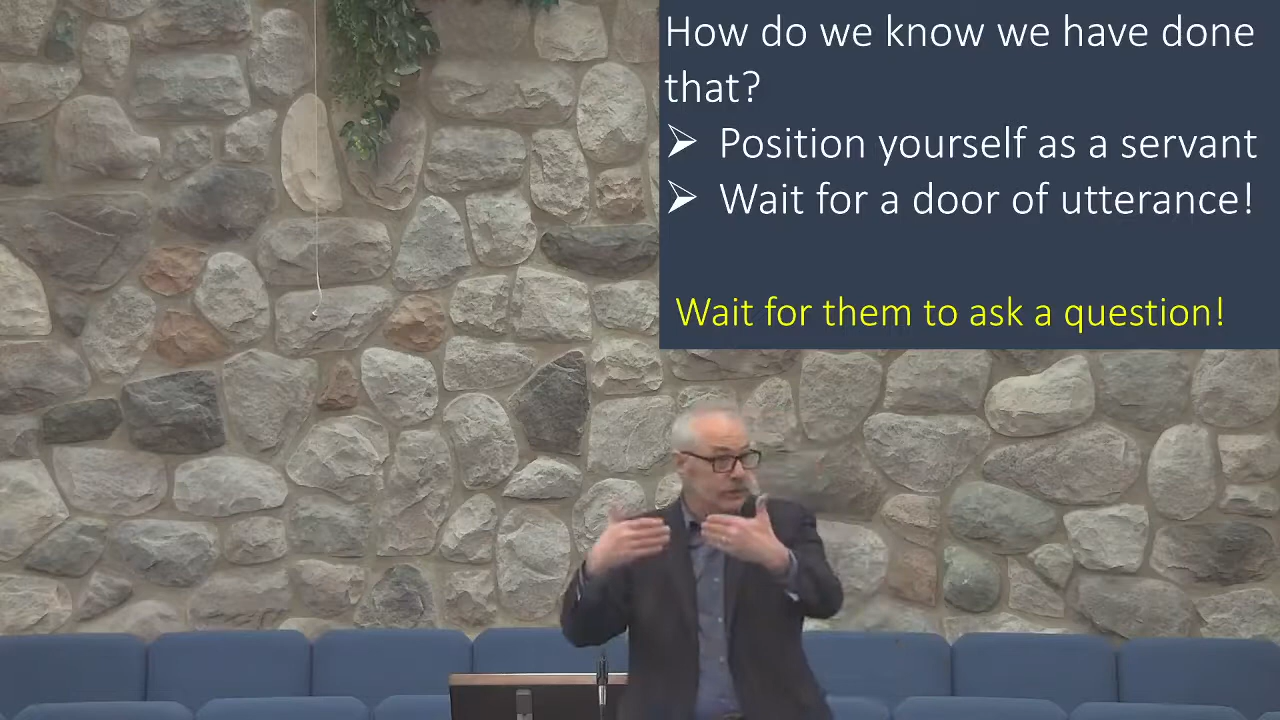 How do we know we have done
that?
➢ Position yourself as a servant
➢ Wait for a door of utterance!
Wait for them to ask a question!